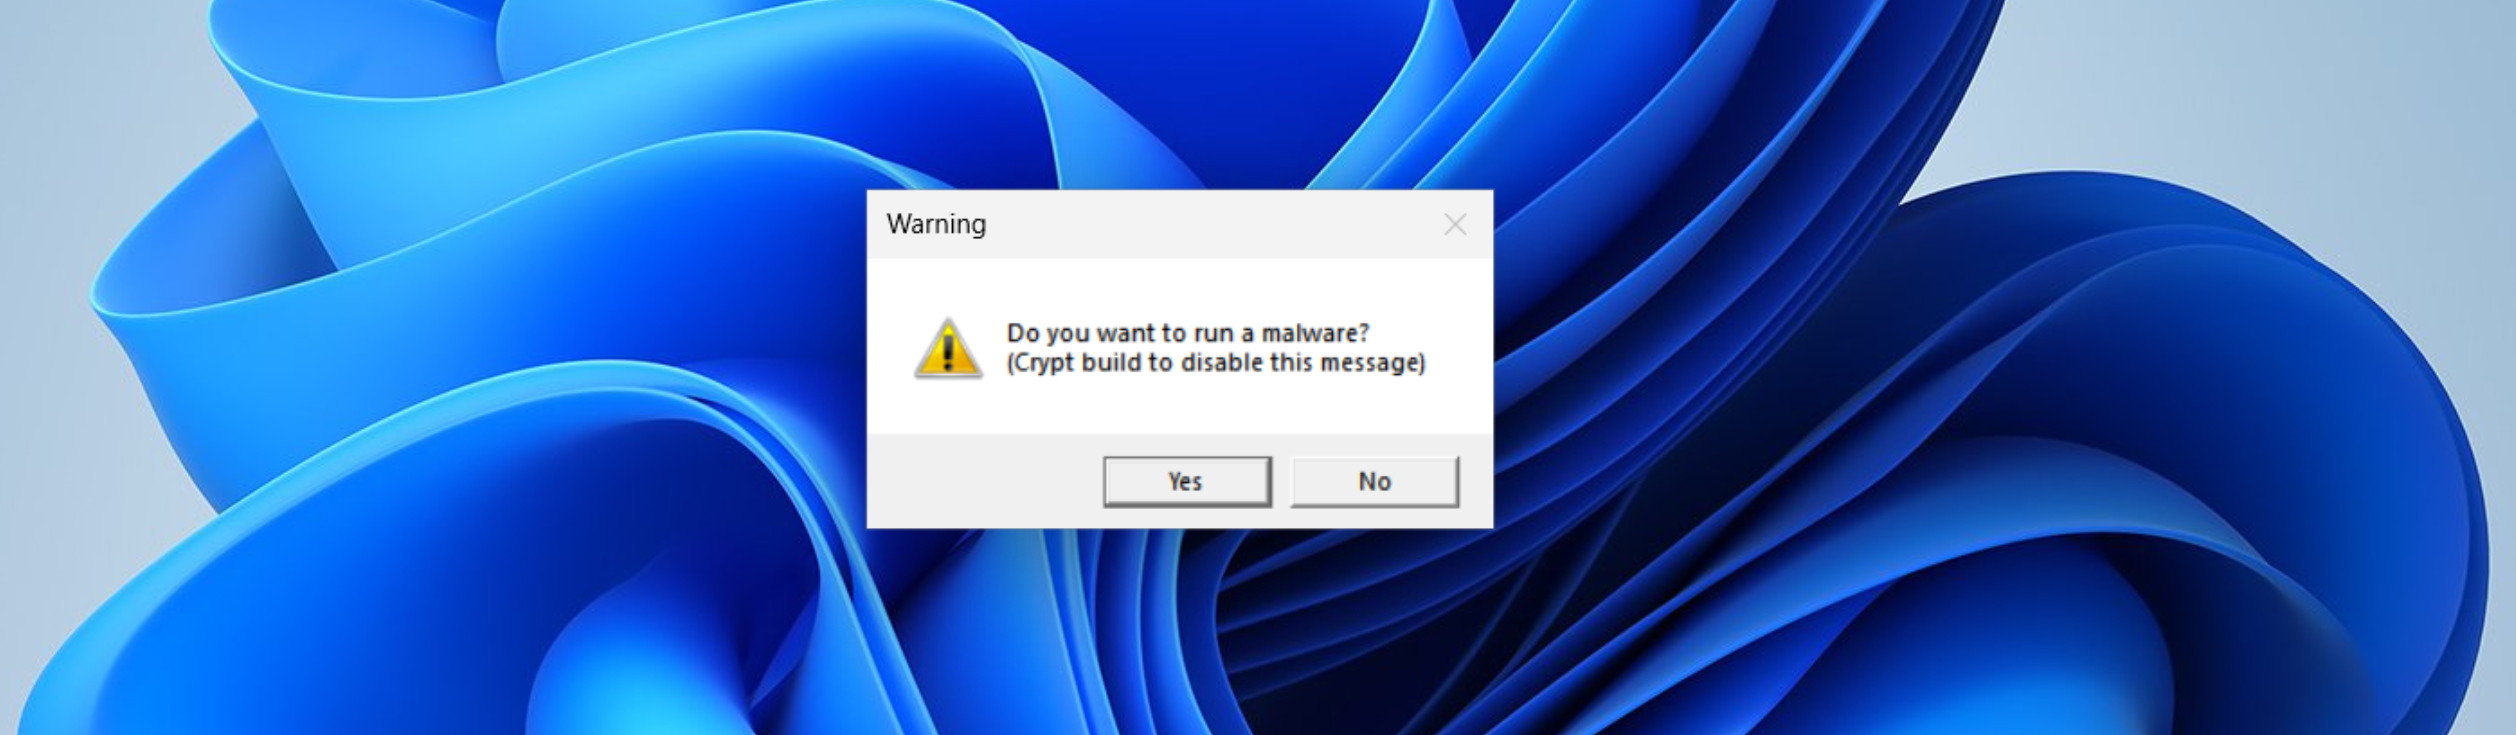 Warning
Do you want to run a malware?
(Crypt build to disable this message)
Yes
No